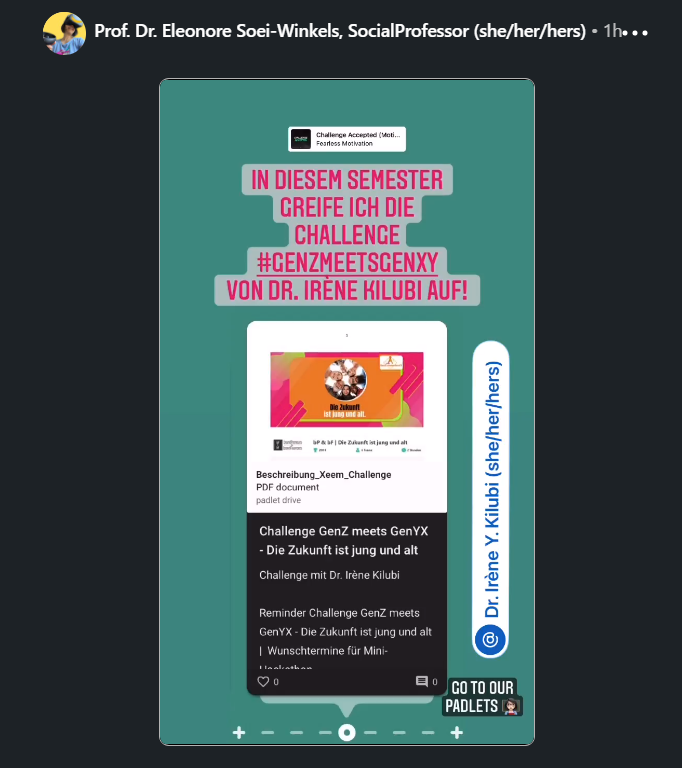 Prof. Dr. Eleonore Soei-Winkels, SocialProfessor (she/her/hers) • 1h
Challenge Accepted (Moti...
Fearless Motivation
IN DIESEM SEMESTER
GREIFE ICH DIE
CHALLENGE
#GENZMEETSGENXY
VON DR. IRÈNE KILUBI AUF!
Die Zukunft
ist jung und alt.
bP & bF | Die Zukunft ist jung und alt
Beschreibung_Xeem_Challenge
PDF document
padlet drive
Challenge GenZ meets GenYX
- Die Zukunft ist jung und alt
Challenge mit Dr. Irène Kilubi
Reminder Challenge GenZ meets
GenYX - Die Zukunft ist jung und alt
| Wunschtermine für Mini-
Hackathon
0
0
@ Dr. Irène Y. Kilubi (she/her/hers)
GO TO OUR
PADLETS